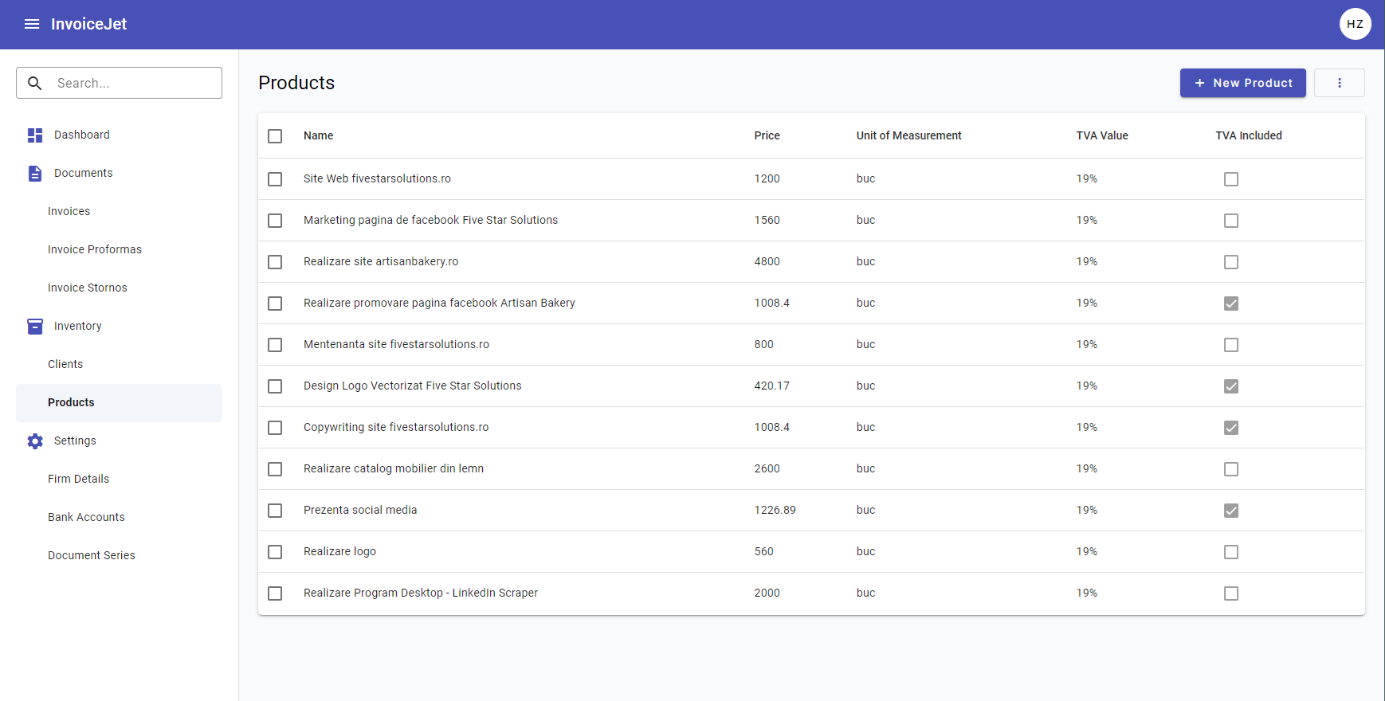 InvoiceJet
HZ
Search...
Dashboard
Documents
Invoices
Invoice Proformas
Invoice Stornos
Inventory
Clients
Products
Settings
Firm Details
Bank Accounts
Document Series
Products
+ New Product
Name Price Unit of Measurement TVA Value TVA Included
Site Web fivestarsolutions.ro 1200 buc 19%
Marketing pagina de facebook Five Star Solutions 1560 buc 19%
Realizare site artisanbakery.ro 4800 buc 19%
Realizare promovare pagina facebook Artisan Bakery 1008.4 buc 19%
Mentenanta site fivestarsolutions.ro 800 buc 19%
Design Logo Vectorizat Five Star Solutions 420.17 buc 19%
Copywriting site fivestarsolutions.ro 1008.4 buc 19%
Realizare catalog mobilier din lemn 2600 buc 19%
Prezenta social media 1226.89 buc 19%
Realizare logo 560 buc 19%
Realizare Program Desktop - LinkedIn Scraper 2000 buc 19%